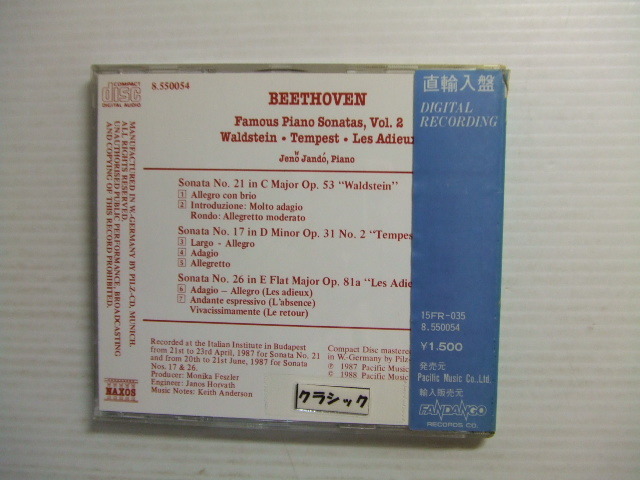 COMPACT
disc
DIGITAL AUDIO
8.550054
BEETHOVEN
Famous Piano Sonatas, Vol. 2
Waldstein • Tempest • Les Adieux
Jenő Jandó, Piano
Sonata No. 21 in C Major Op. 53 "Waldstein"
1 Allegro con brio
2 Introduzione: Molto adagio
Rondo: Allegretto moderato
Sonata No. 17 in D Minor Op. 31 No. 2 "Tempes
3 Largo - Allegro
4 Adagio
5 Allegretto
Sonata No. 26 in E Flat Major Op. 81a "Les Adie
6 Adagio – Allegro (Les adieux)
7 Andante espressivo (L'absence)
Vivacissimamente (Le retour)
Recorded at the Italian Institute in Budapest
from 21st to 23rd April, 1987 for Sonata No. 21
and from 20th to 21st June, 1987 for Sonata
Nos. 17 & 26.
Producer: Monika Feszler
Engineer: Janos Horvath
Music Notes: Keith Anderson
Compact Disc mastere
in W.-Germany by Pilz-
℗ 1987 Pacific Music
© 1988 Pacific Music
MANUFACTURED IN W.-GERMANY BY PILZ-CD, MUNICH.
ALL RIGHTS RESERVED.
UNAUTHORISED PUBLIC PERFORMANCE, BROADCASTING
AND COPYING OF THIS RECORD PROHIBITED.
NAXOS
クラシック
直輸入盤
DIGITAL
RECORDING
15FR-035
8.550054
¥1.500
発売元
Pacific Music Co.,Ltd.
輸入販売元
FANDANGO
RECORDS CO.